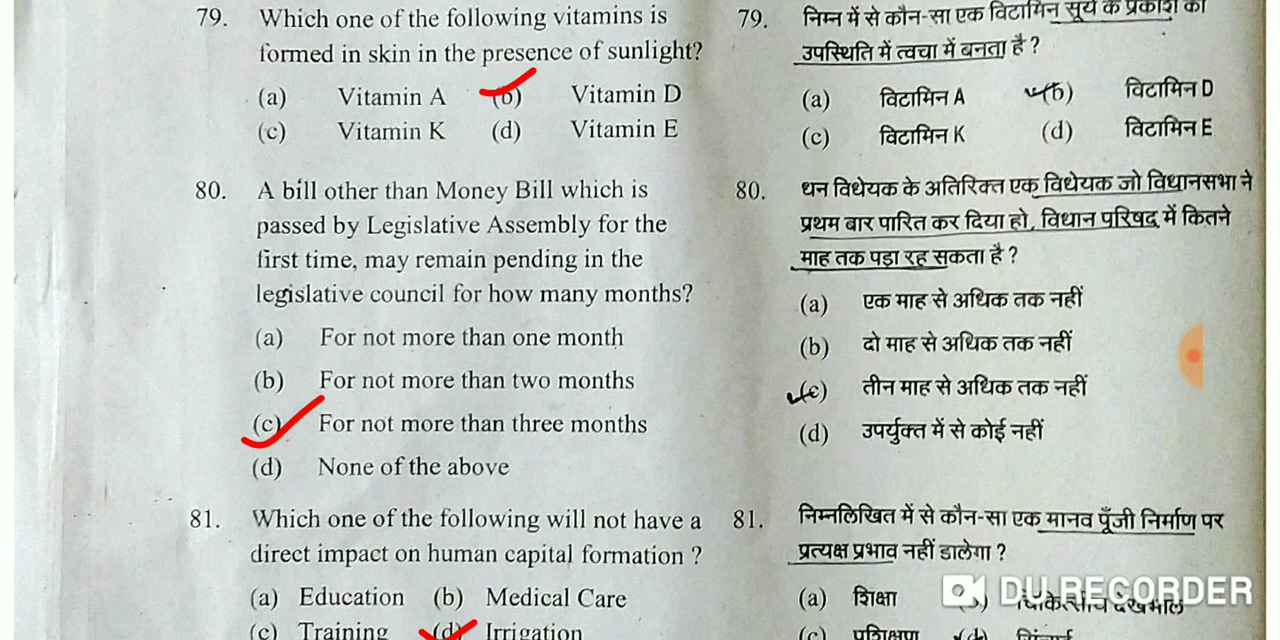 79. Which one of the following vitamins is
formed in skin in the presence of sunlight?
(a) Vitamin A (b) Vitamin D
(c) Vitamin K (d) Vitamin E
80. A bill other than Money Bill which is
passed by Legislative Assembly for the
first time, may remain pending in the
legislative council for how many months?
(a) For not more than one month
(b) For not more than two months
(c) For not more than three months
(d) None of the above
81. Which one of the following will not have a
direct impact on human capital formation ?
(a) Education (b) Medical Care
(c) Training (d) Irrigation
79. निम्न में से कौन-सा एक विटामिन सूर्य के प्रकाश की
उपस्थिति में त्वचा में बनता है ?
(a) विटामिन A (b) विटामिन D
(c) विटामिन K (d) विटामिन E
80. धन विधेयक के अतिरिक्त एक विधेयक जो विधानसभा ने
प्रथम बार पारित कर दिया हो, विधान परिषद् में कितने
माह तक पड़ा रह सकता है ?
(a) एक माह से अधिक तक नहीं
(b) दो माह से अधिक तक नहीं
(c) तीन माह से अधिक तक नहीं
(d) उपर्युक्त में से कोई नहीं
81. निम्नलिखित में से कौन-सा एक मानव पूँजी निर्माण पर
प्रत्यक्ष प्रभाव नहीं डालेगा ?
(a) शिक्षा (b)
(c) प्रशिक्षण (d) सिंचाई
DU RECORDER